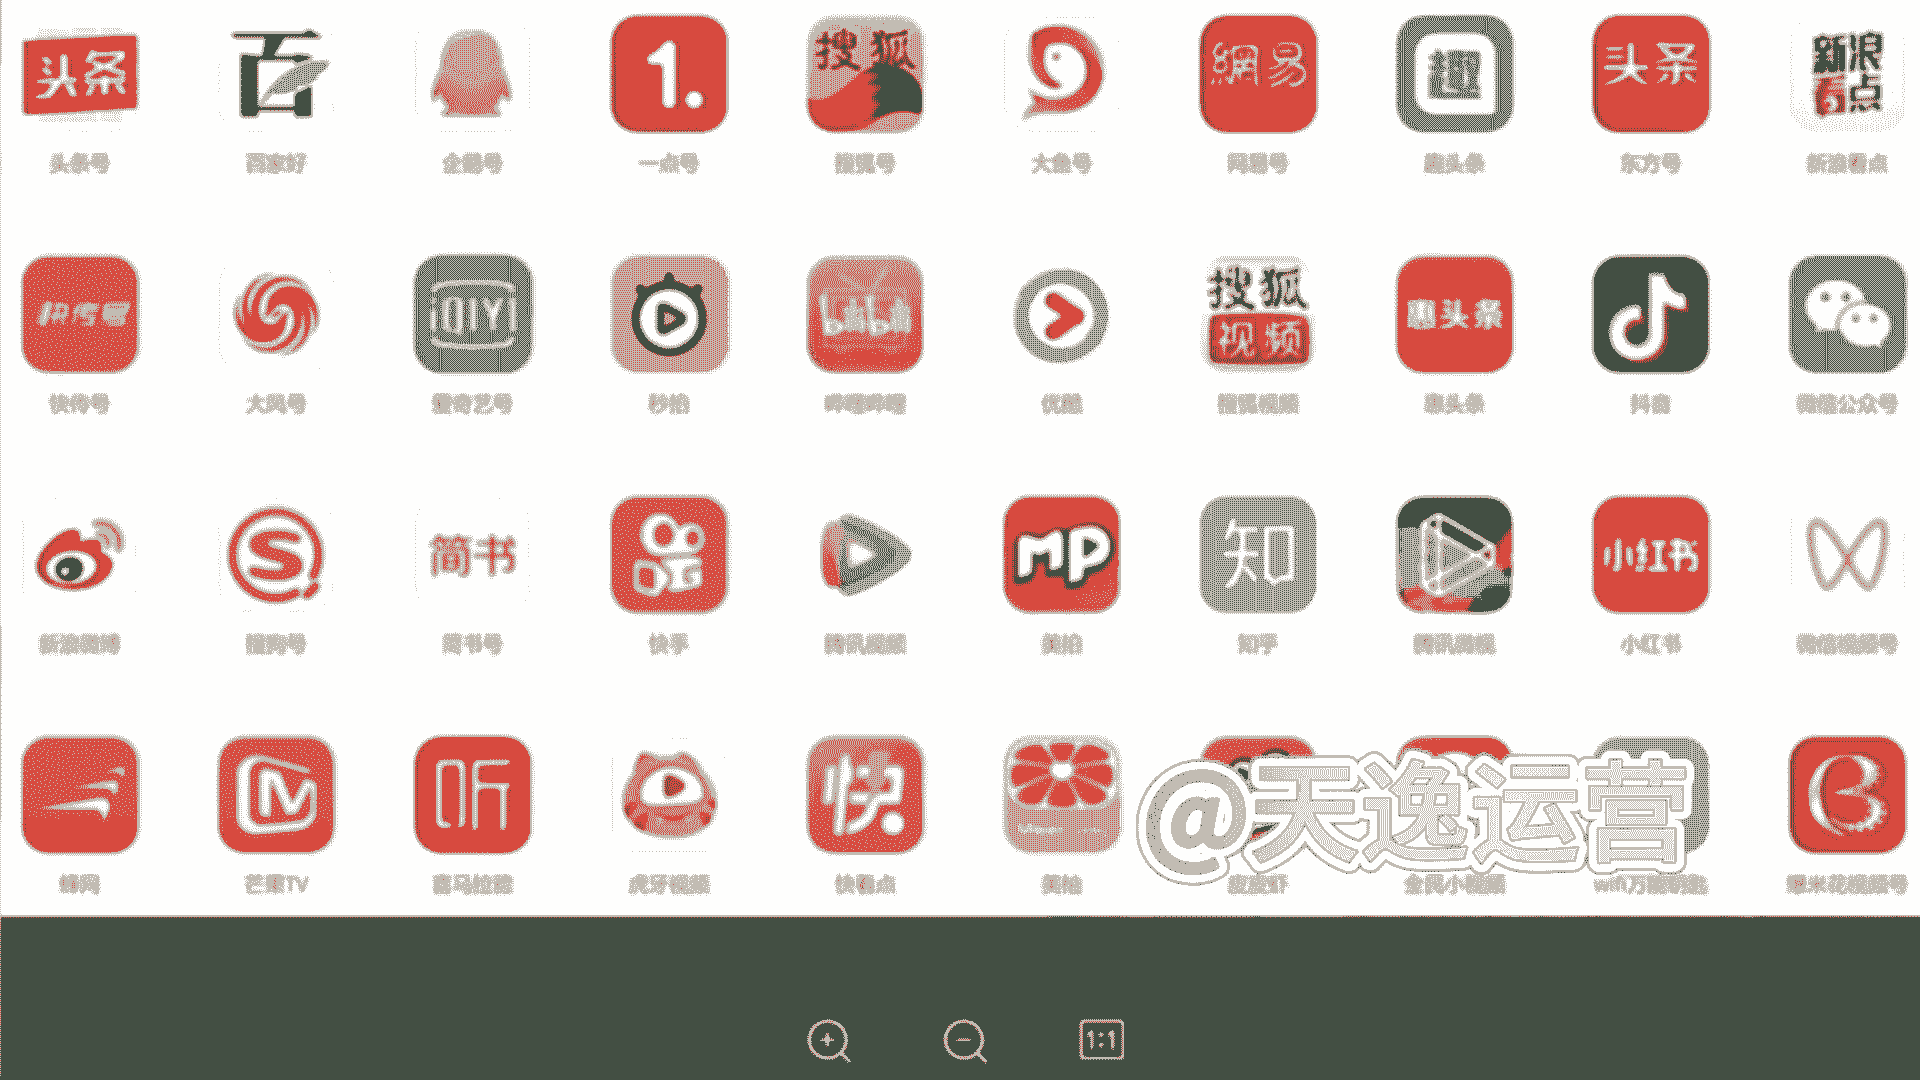 头条 百 1. 搜狐 網易 趣 头条 新浪看点
头条号 百家好 企鹅号 一点号 搜狐号 大鱼号 网易号 趣头条 东方号 新浪看点
快传号 iQIYI bilibili 搜狐视频 惠头条
快传号 大风号 爱奇艺号 秒拍 哔哩哔哩 优酷 搜狐视频 惠头条 抖音 微信公众号
S 简书 MP 知 小红书
新浪微博 搜狗号 简书号 快手 腾讯视频 美拍 知乎 腾讯微视 小红书 微信视频号
听 快
@天逸运营
蜂网 芒果TV 喜马拉雅 虎牙视频 快看点 美柚 皮皮虾 全民小视频 wifi万能钥匙 爆米花视频号
1:1